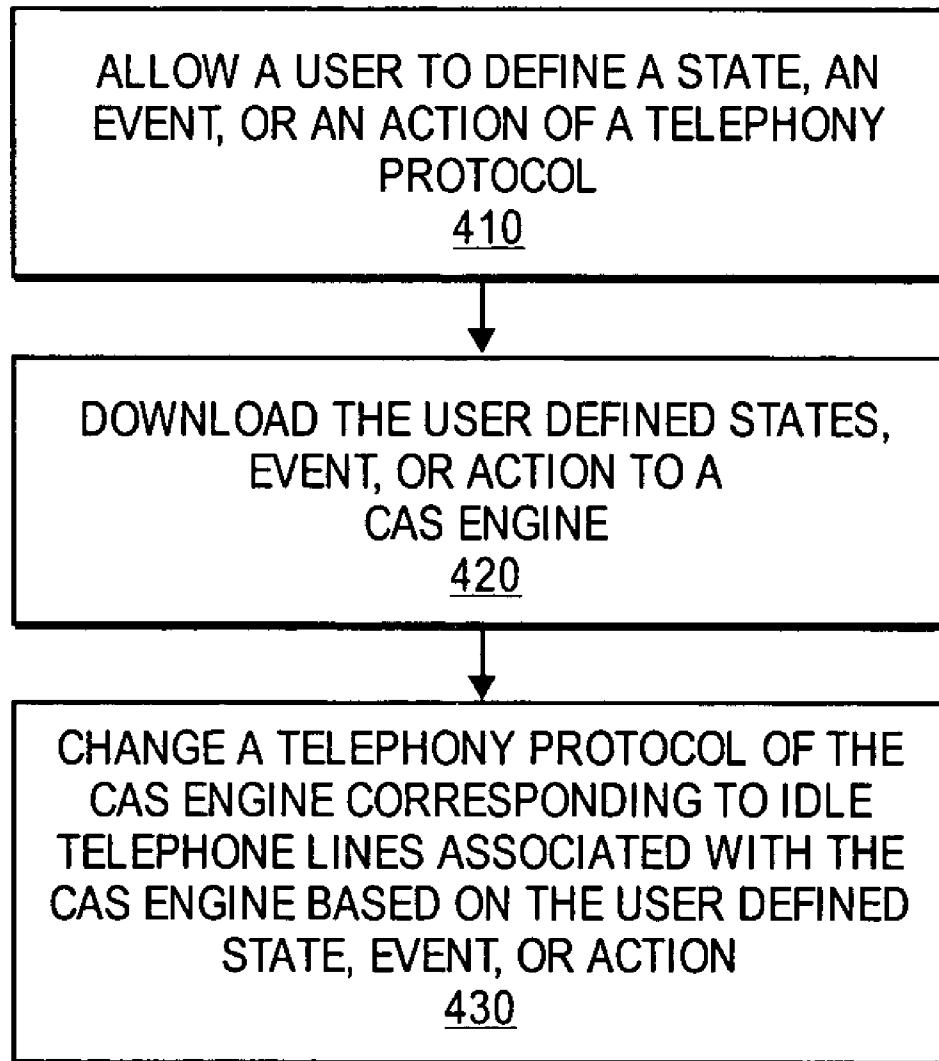 ALLOW A USER TO DEFINE A STATE, AN
EVENT, OR AN ACTION OF A TELEPHONY
PROTOCOL
410
DOWNLOAD THE USER DEFINED STATES,
EVENT, OR ACTION TO A
CAS ENGINE
420
CHANGE A TELEPHONY PROTOCOL OF THE
CAS ENGINE CORRESPONDING TO IDLE
TELEPHONE LINES ASSOCIATED WITH THE
CAS ENGINE BASED ON THE USER DEFINED
STATE, EVENT, OR ACTION
430